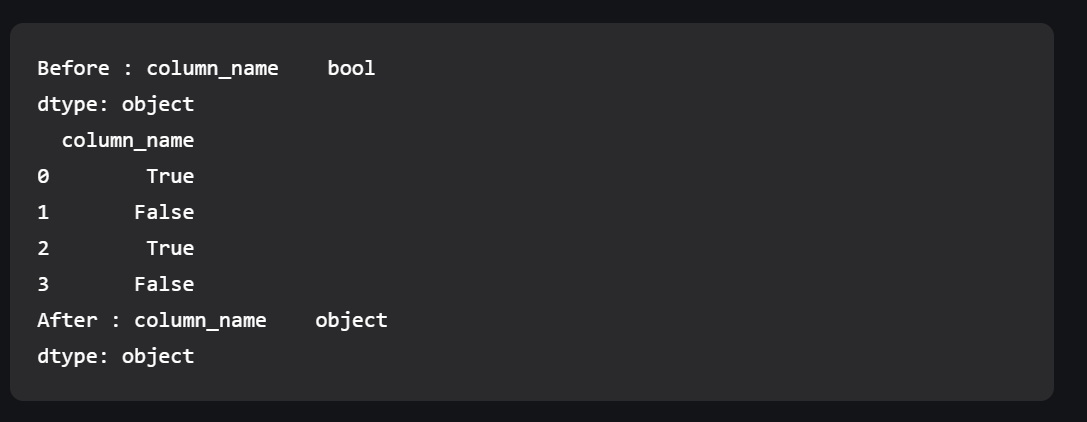 Before : column_name    bool
dtype: object
  column_name
0        True
1       False
2        True
3       False
After : column_name    object
dtype: object